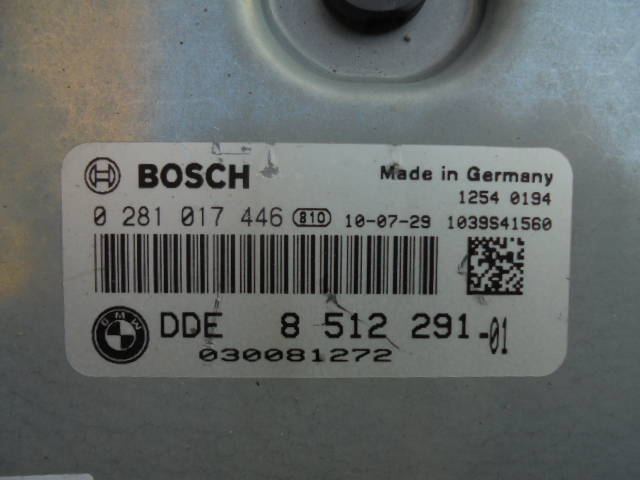 BOSCH Made in Germany
1254 0194
0 281 017 446 810 10-07-29 1039S41560
BMW DDE 8 512 291-01
030081272